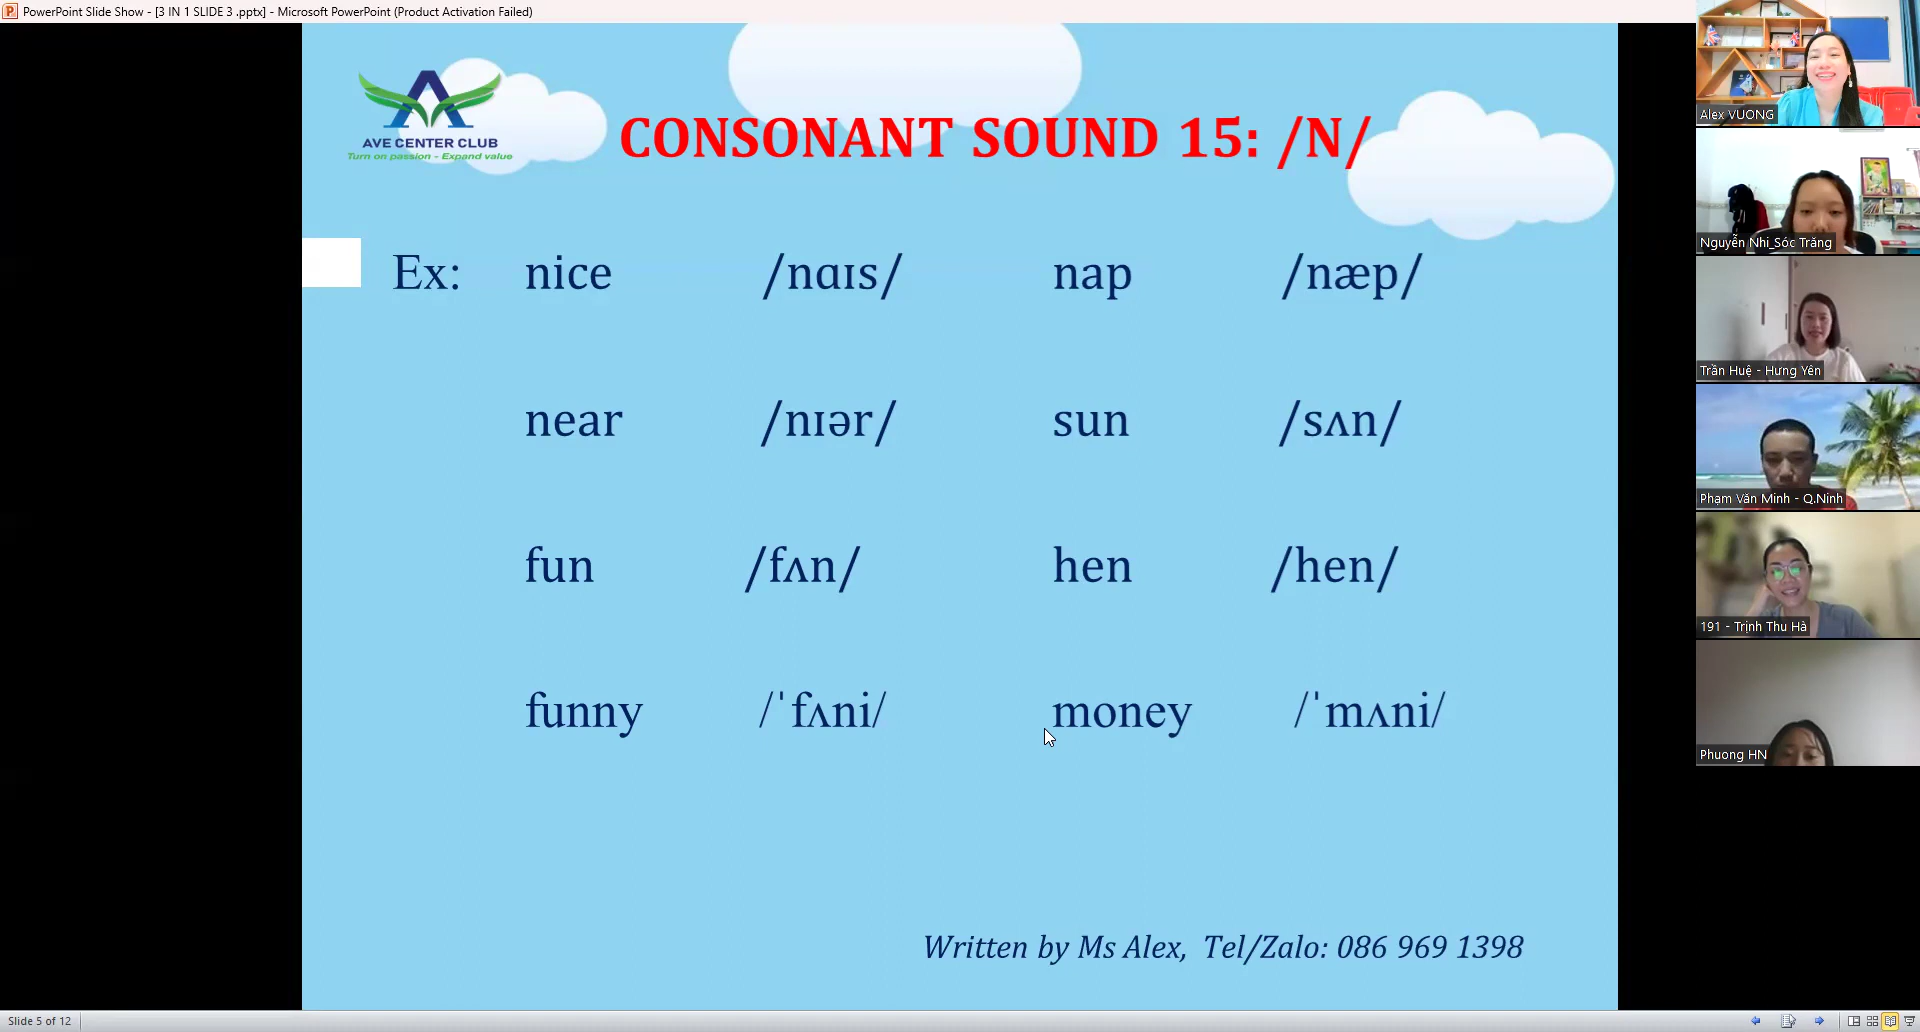 PowerPoint Slide Show - [3 IN 1 SLIDE 3 .pptx] - Microsoft PowerPoint (Product Activation Failed)
AVE CENTER CLUB
Turn on passion - Expand value
CONSONANT SOUND 15: /N/
Ex: nice /nɑɪs/ nap /næp/
near /nɪər/ sun /sʌn/
fun /fʌn/ hen /hen/
funny /ˈfʌni/ money /ˈmʌni/
Written by Ms Alex, Tel/Zalo: 086 969 1398
Slide 5 of 12
Alex VUONG
Nguyễn Nhi_Sóc Trăng
Trần Huệ - Hưng Yên
Phạm Văn Minh - Q.Ninh
191 - Trịnh Thu Hà
Phuong HN